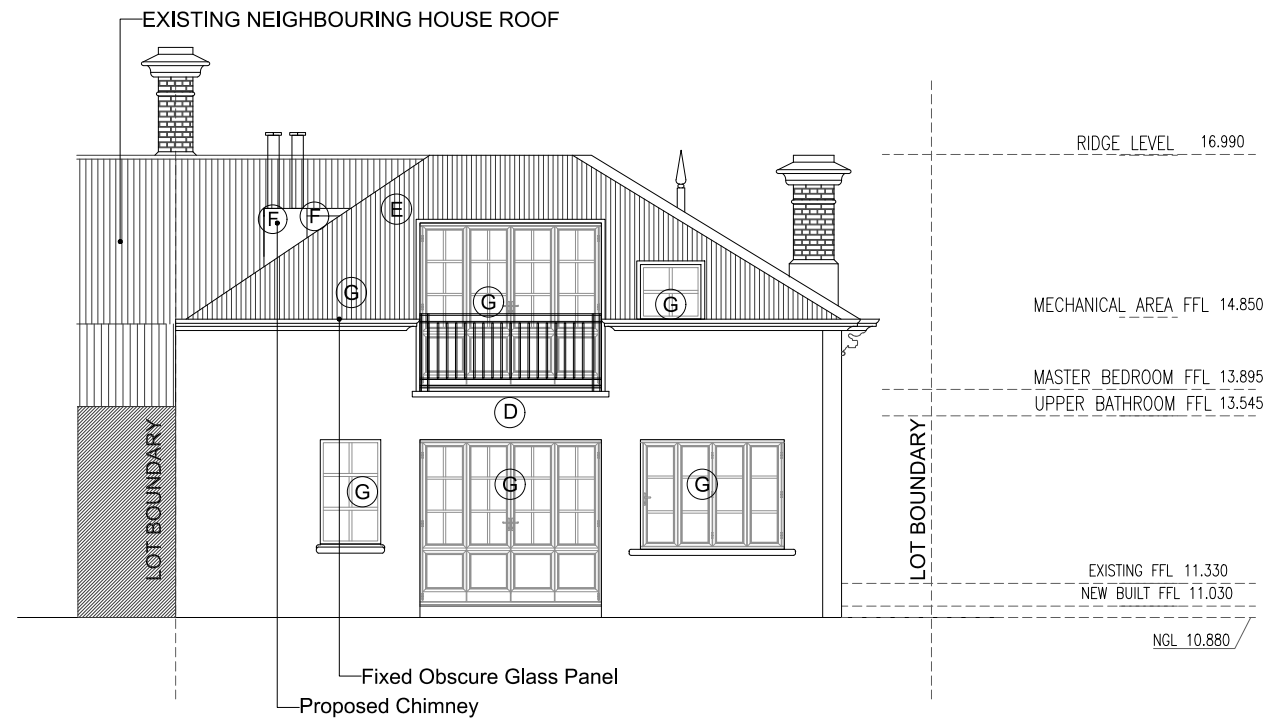 EXISTING NEIGHBOURING HOUSE ROOF
RIDGE LEVEL 16.990
F
F
E
G
G
G
MECHANICAL AREA FFL 14.850
MASTER BEDROOM FFL 13.895
UPPER BATHROOM FFL 13.545
D
LOT BOUNDARY
G
G
G
LOT BOUNDARY
EXISTING FFL 11.330
NEW BUILT FFL 11.030
NGL 10.880
Fixed Obscure Glass Panel
Proposed Chimney